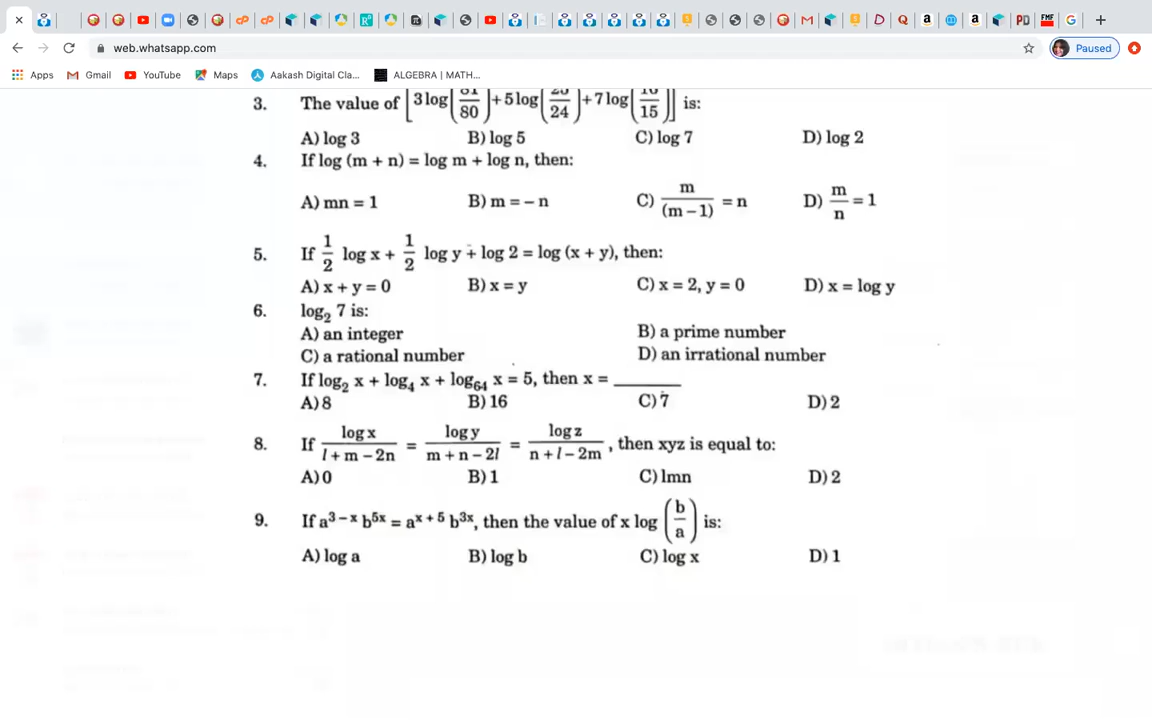 web.whatsapp.com
Paused
Apps Gmail YouTube Maps Aakash Digital Cla... ALGEBRA | MATH...
3. The value of [3 log(81/80) + 5 log(25/24) + 7 log(16/15)] is:
A) log 3 B) log 5 C) log 7 D) log 2
4. If log (m + n) = log m + log n, then:
A) mn = 1 B) m = – n C) m/(m – 1) = n D) m/n = 1
5. If 1/2 log x + 1/2 log y + log 2 = log (x + y), then:
A) x + y = 0 B) x = y C) x = 2, y = 0 D) x = log y
6. log₂ 7 is:
A) an integer B) a prime number
C) a rational number D) an irrational number
7. If log₂ x + log₄ x + log₆₄ x = 5, then x = ________
A) 8 B) 16 C) 7 D) 2
8. If log x/(l + m – 2n) = log y/(m + n – 2l) = log z/(n + l – 2m), then xyz is equal to:
A) 0 B) 1 C) lmn D) 2
9. If a³⁻ˣ b⁵ˣ = aˣ⁺⁵ b³ˣ, then the value of x log (b/a) is:
A) log a B) log b C) log x D) 1